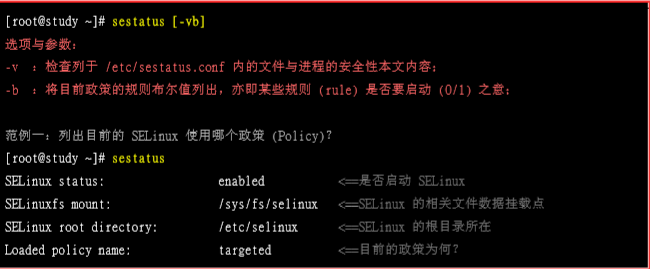 [root@study ~]# sestatus [-vb]
选项与参数：
-v ：检查列于 /etc/sestatus.conf 内的文件与进程的安全性本文内容；
-b ：将目前政策的规则布尔值列出，亦即某些规则 (rule) 是否要启动 (0/1) 之意；
范例一：列出目前的 SELinux 使用哪个政策 (Policy)？
[root@study ~]# sestatus
SELinux status: enabled <==是否启动 SELinux
SELinuxfs mount: /sys/fs/selinux <==SELinux 的相关文件数据挂载点
SELinux root directory: /etc/selinux <==SELinux 的根目录所在
Loaded policy name: targeted <==目前的政策为何？